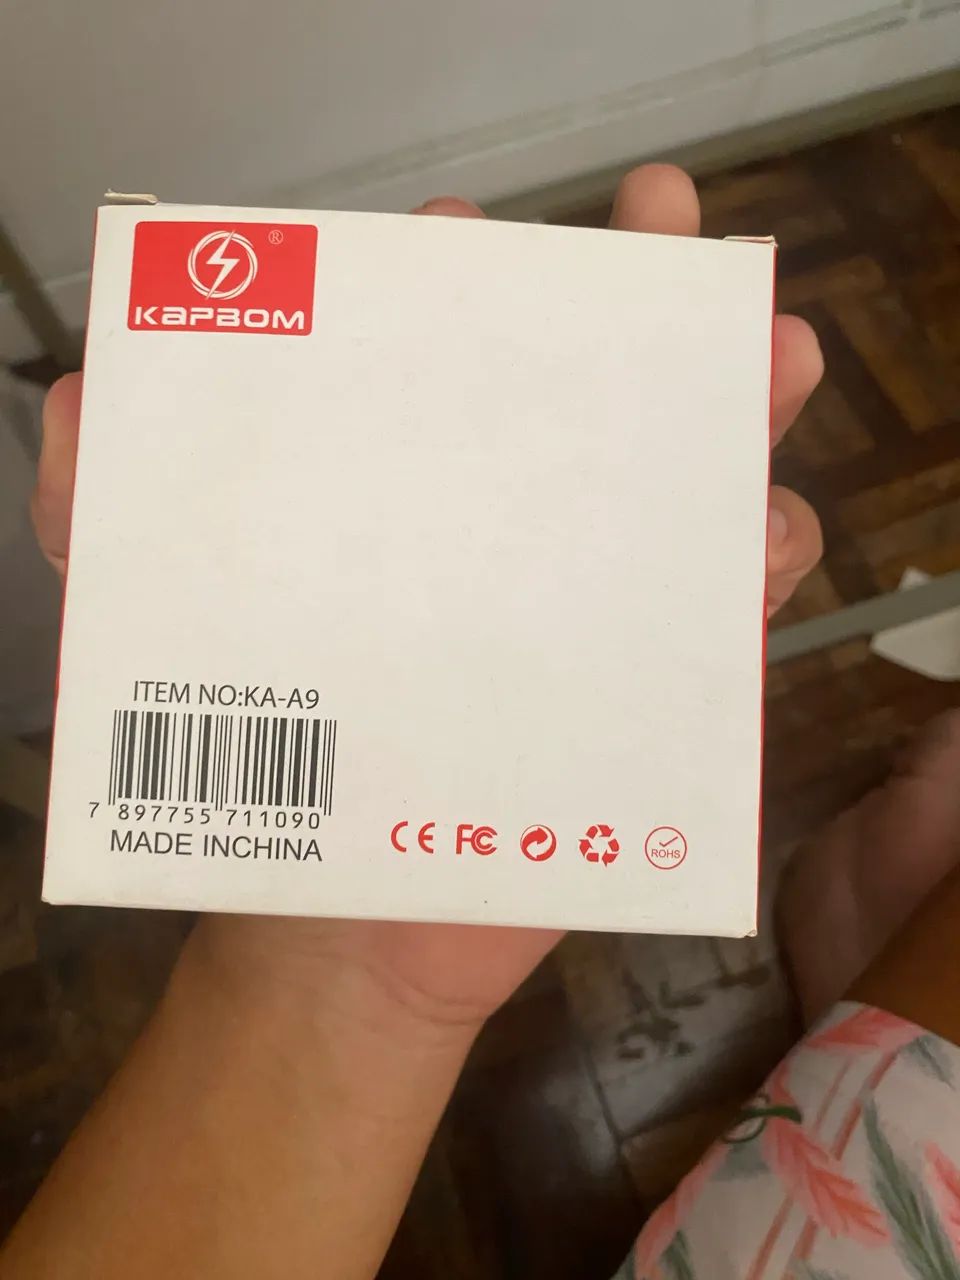 ®
KAPBOM
ITEM NO:KA-A9
7 897755 711090
MADE INCHINA
CE FC ROHS